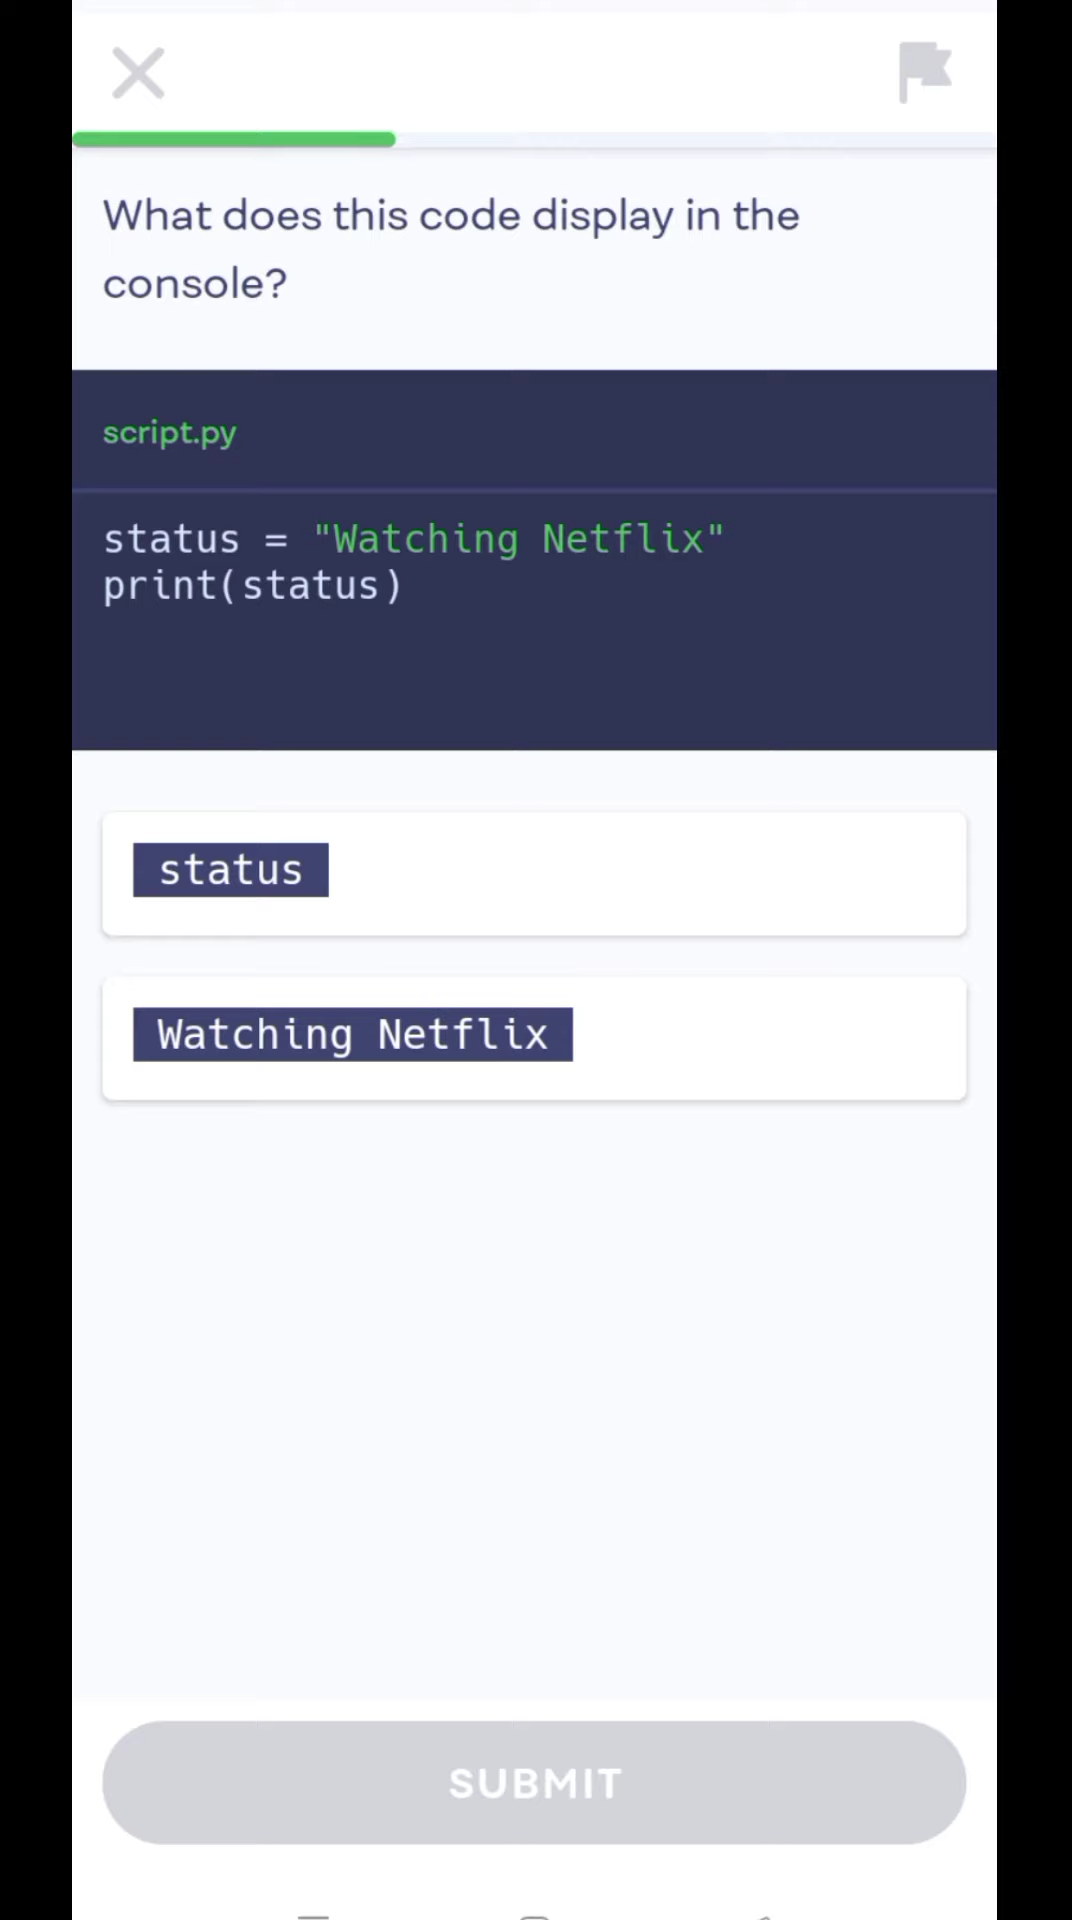 What does this code display in the
console?
script.py
status = "Watching Netflix"
print(status)
status
Watching Netflix
SUBMIT